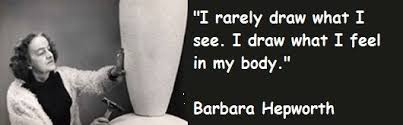 "I rarely draw what I
see. I draw what I feel
in my body."
Barbara Hepworth